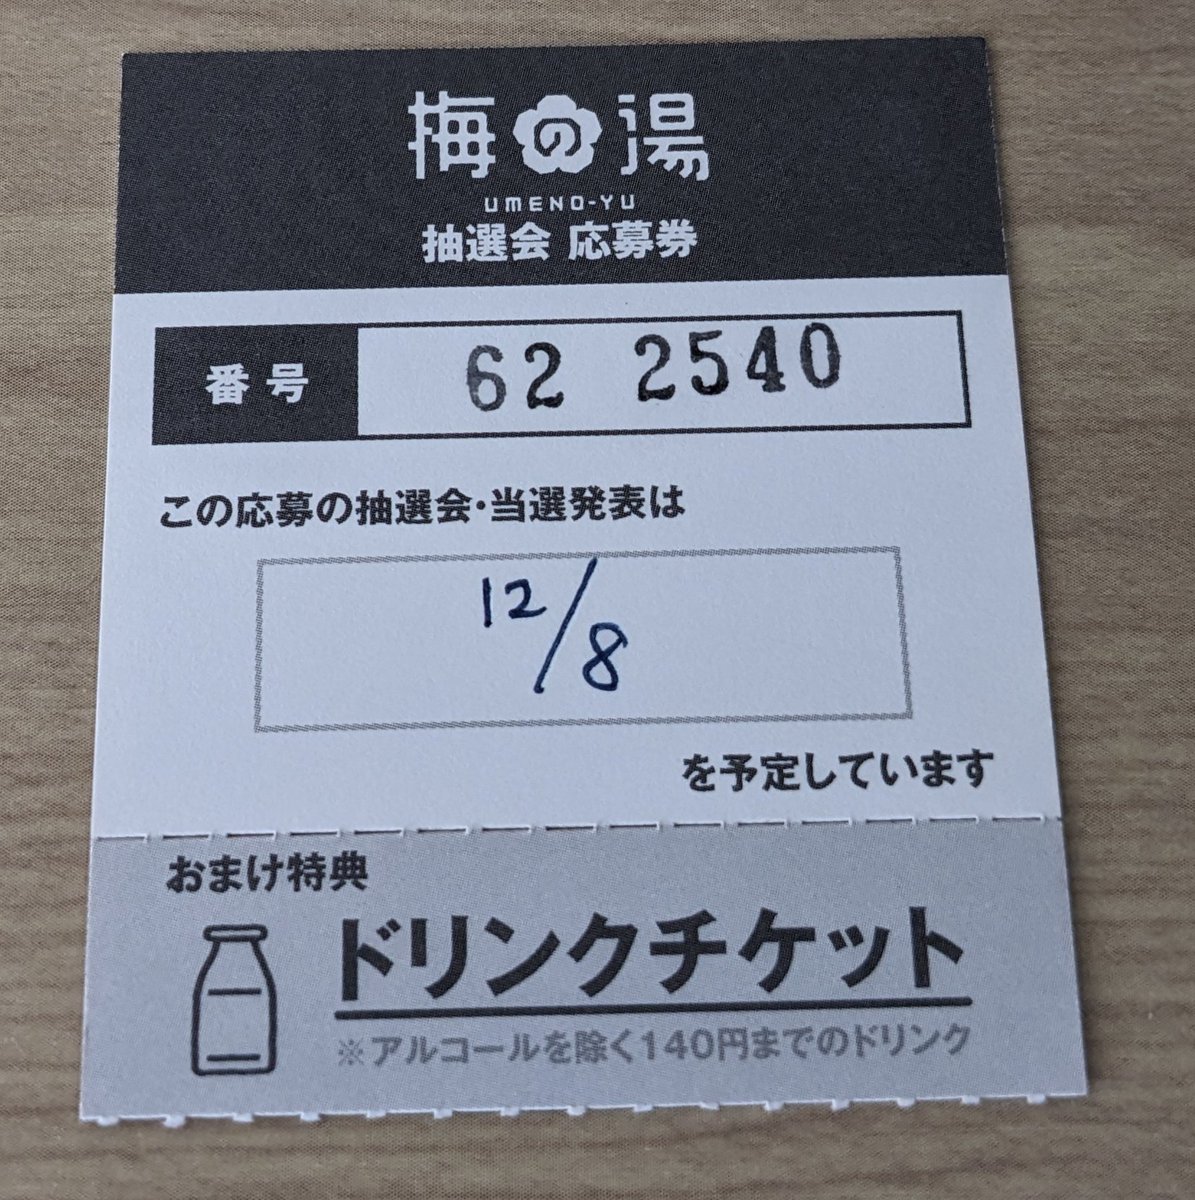 梅の湯
UMENO-YU
抽選会 応募券
番号 62 2540
この応募の抽選会・当選発表は
12/8
を予定しています
おまけ特典
ドリンクチケット
※アルコールを除く140円までのドリンク